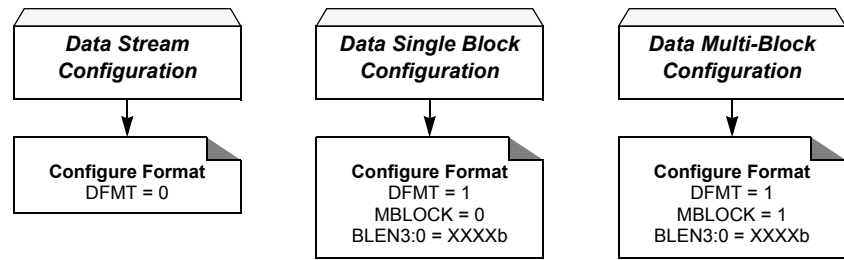 Data Stream
Configuration
Configure Format
DFMT = 0
Data Single Block
Configuration
Configure Format
DFMT = 1
MBLOCK = 0
BLEN3:0 = XXXXb
Data Multi-Block
Configuration
Configure Format
DFMT = 1
MBLOCK = 1
BLEN3:0 = XXXXb